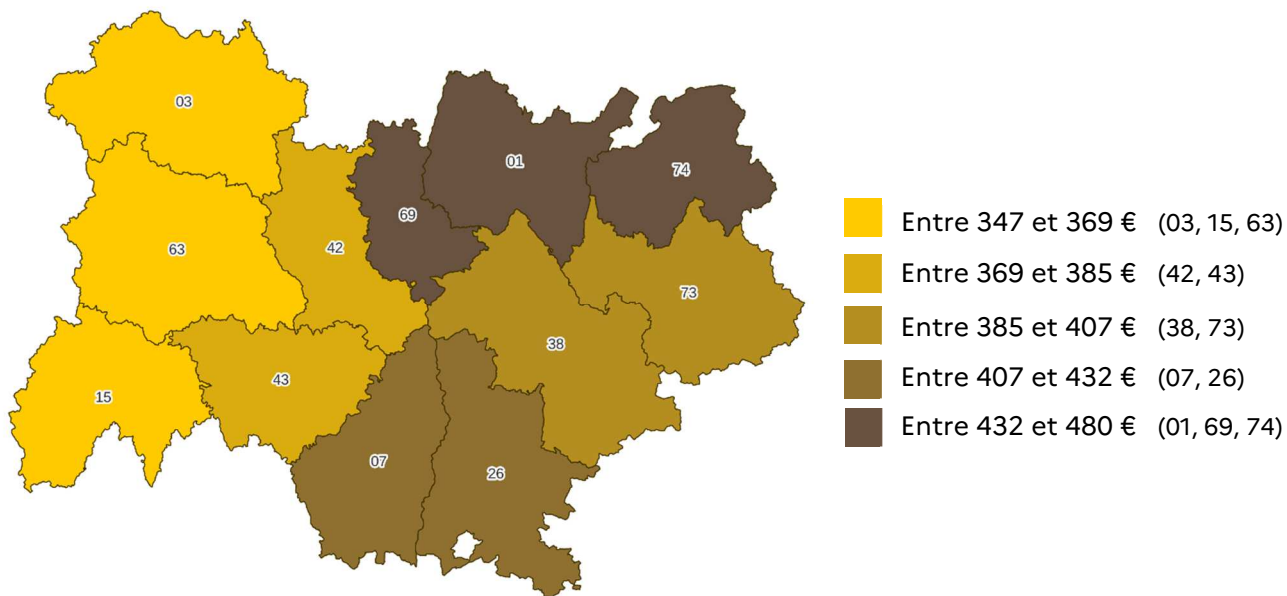 03
01
74
69
63
42
73
38
43
15
07
26
Entre 347 et 369 € (03, 15, 63)
Entre 369 et 385 € (42, 43)
Entre 385 et 407 € (38, 73)
Entre 407 et 432 € (07, 26)
Entre 432 et 480 € (01, 69, 74)